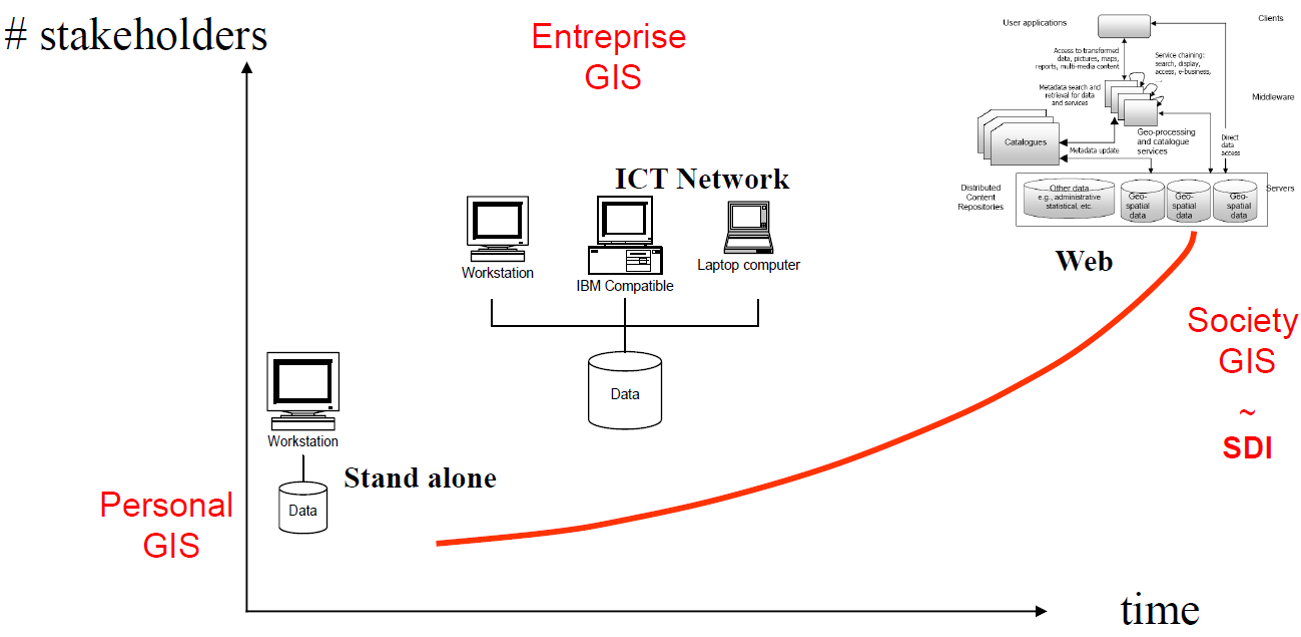 # stakeholders
Entreprise
GIS
User applications
Clients
Access to transformed
data, pictures, maps,
reports, multi-media content
Service chaining:
search, display,
access, e-business,
...
Metadata search and
retrieval for data
and services
Middleware
Catalogues
Metadata update
Geo-processing
and catalogue
services
Direct
data
access
Distributed
Content
Repositories
Other data
e.g., administrative
statistical, etc.
Geo-
spatial
data
Geo-
spatial
data
Geo-
spatial
data
Servers
Web
ICT Network
Workstation
IBM Compatible
Laptop computer
Data
Society
GIS
~
SDI
Workstation
Data
Stand alone
Personal
GIS
time